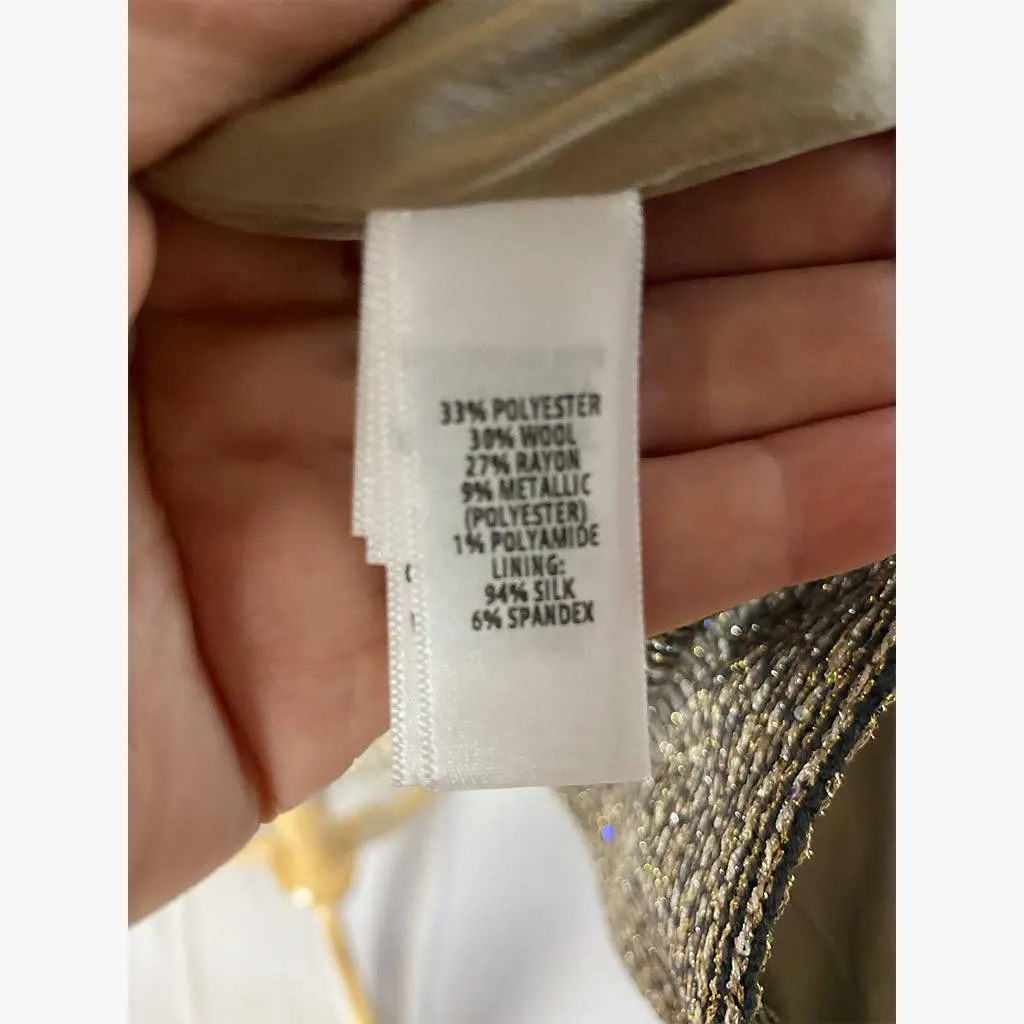 33% POLYESTER
30% WOOL
27% RAYON
9% METALLIC
(POLYESTER)
1% POLYAMIDE
LINING:
94% SILK
6% SPANDEX